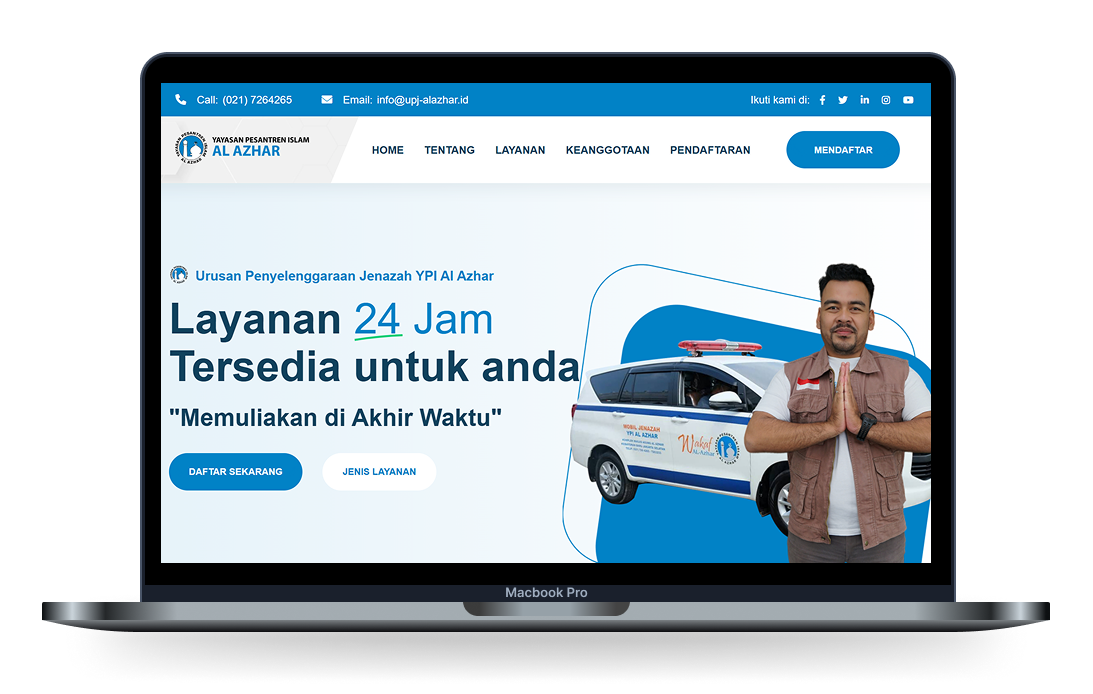 Call: (021) 7264265
Email: info@upj-alazhar.id
Ikuti kami di:
YAYASAN PESANTREN ISLAM
AL AZHAR
HOME
TENTANG
LAYANAN
KEANGGOTAAN
PENDAFTARAN
MENDAFTAR
Urusan Penyelenggaraan Jenazah YPI Al Azhar
Layanan 24 Jam
Tersedia untuk anda
"Memuliakan di Akhir Waktu"
DAFTAR SEKARANG
JENIS LAYANAN
MOBIL JENAZAH
YPI AL AZHAR
Wakaf
AL-Azhar
Macbook Pro